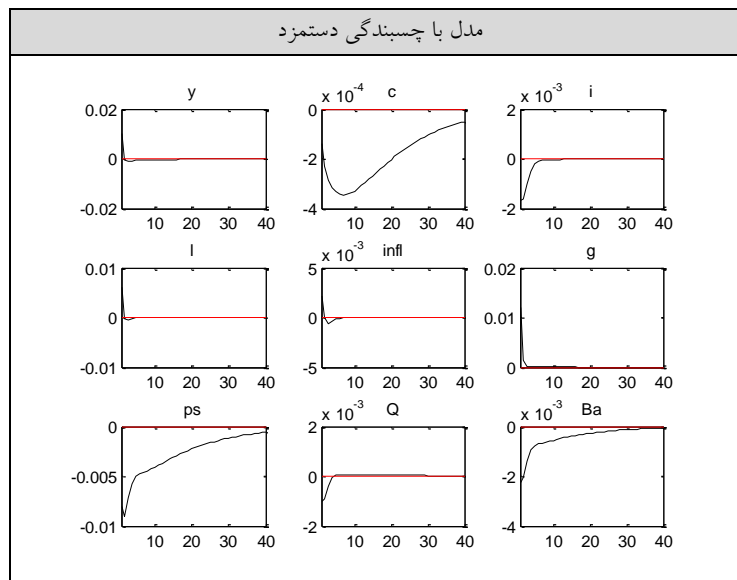 مدل با چسبندگی دستمزد
y c i
0.02 0 -0.02 10 20 30 40
x 10⁻⁴ 0 -2 -4 10 20 30 40
x 10⁻³ 2 0 -2 10 20 30 40
l infl g
0.01 0 -0.01 10 20 30 40
x 10⁻³ 5 0 -5 10 20 30 40
0.02 0.01 0 10 20 30 40
ps Q Ba
0 -0.005 -0.01 10 20 30 40
x 10⁻³ 2 0 -2 10 20 30 40
x 10⁻³ 0 -2 -4 10 20 30 40